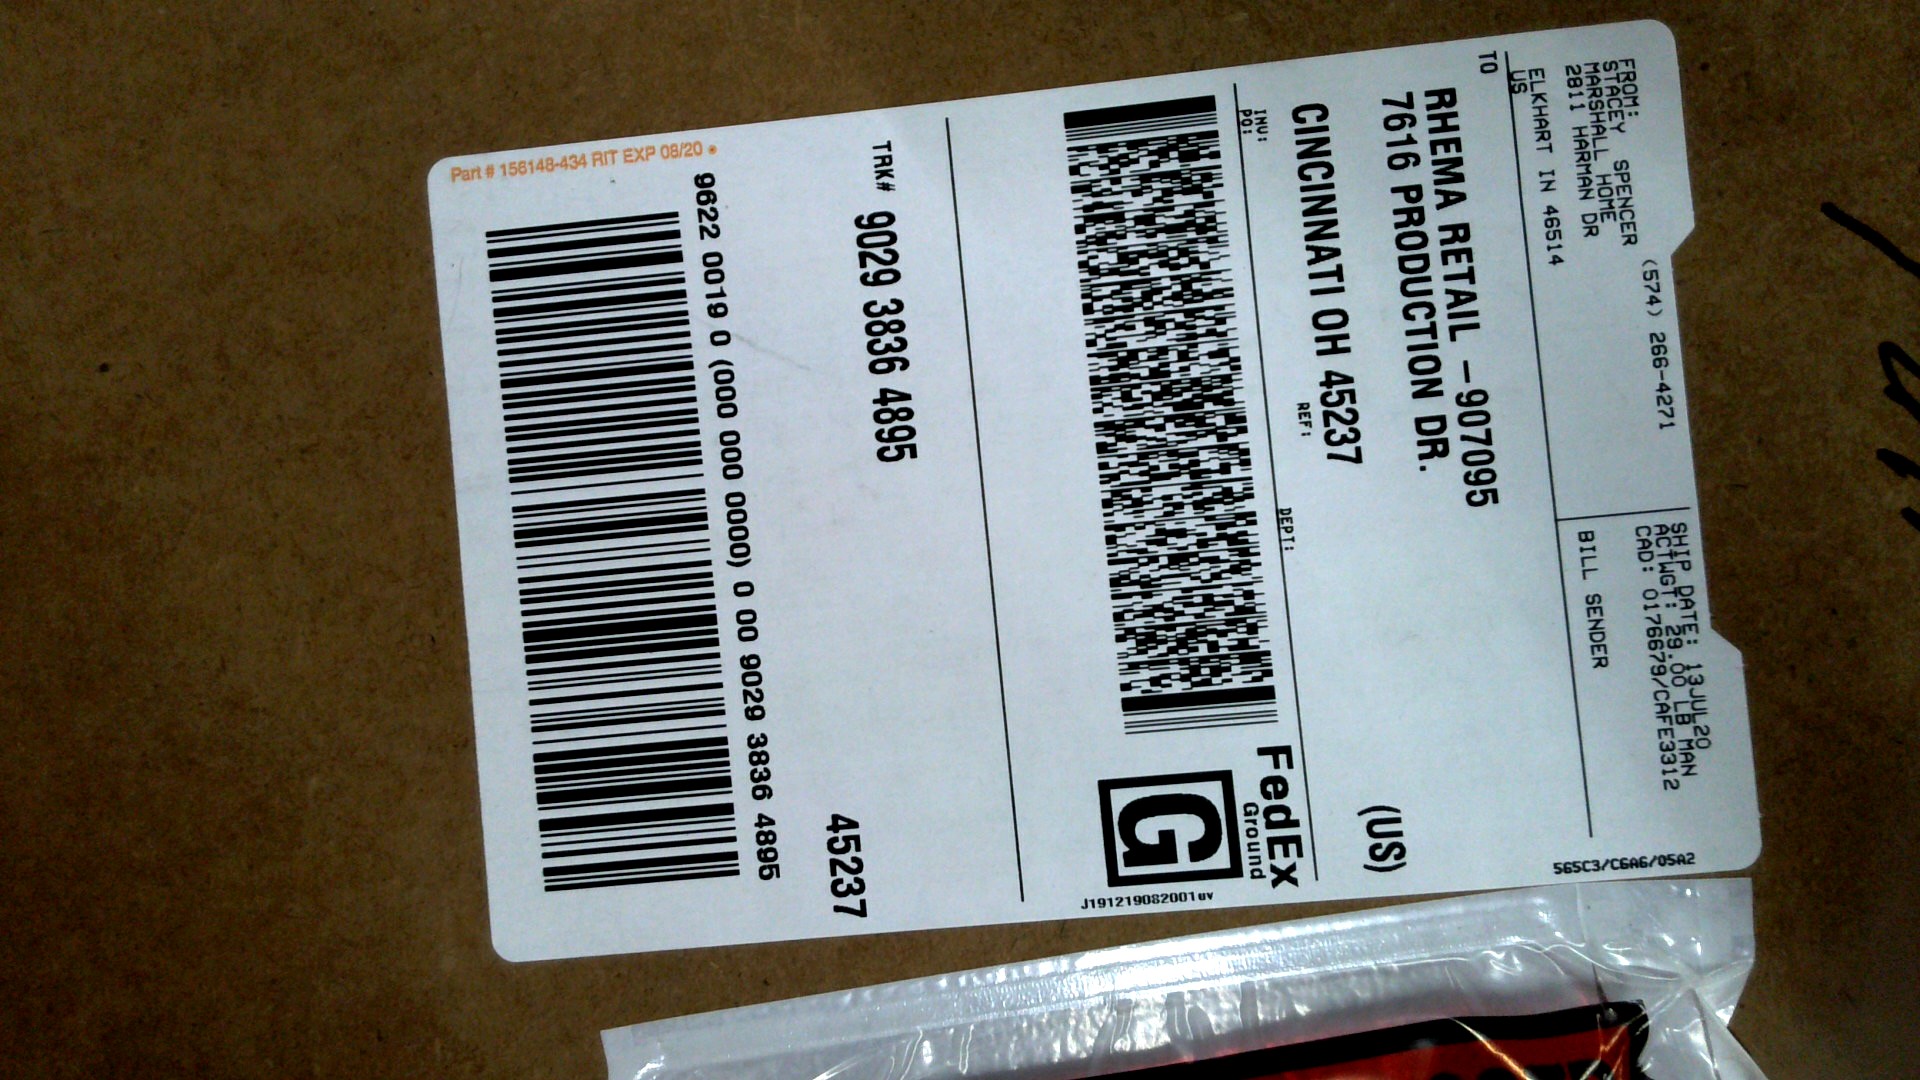 FROM:
STACEY SPENCER (574) 266-4271
MARSHALL HOME
2811 HARMAN DR
ELKHART IN 46514
US
SHIP DATE: 13JUL20
ACTWGT: 29.00 LB MAN
CAD: 0176679/CAFE3312
BILL SENDER
TO
RHEMA RETAIL -907095
7616 PRODUCTION DR.
CINCINNATI OH 45237 (US)
INV:
PO:
REF:
DEPT:
565C3/C6A6/05A2
FedEx
Ground
G
J191219082001uv
TRK# 9029 3836 4895
45237
9622 0019 0 (000 000 0000) 0 00 9029 3836 4895
Part # 156148-434 RIT EXP 08/20